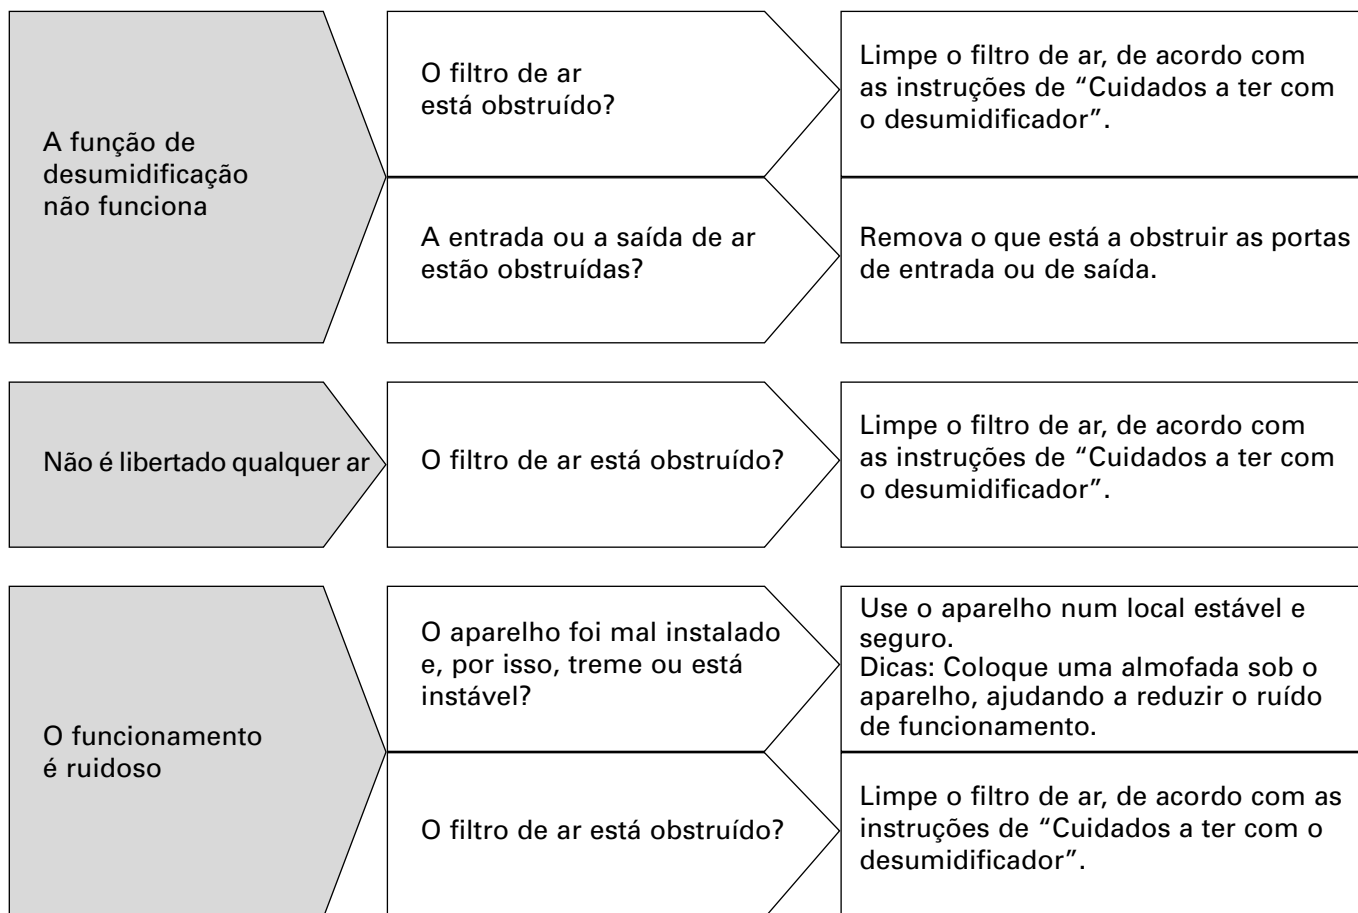 A função de
desumidificação
não funciona
O filtro de ar
está obstruído?
Limpe o filtro de ar, de acordo com
as instruções de “Cuidados a ter com
o desumidificador”.
A entrada ou a saída de ar
estão obstruídas?
Remova o que está a obstruir as portas
de entrada ou de saída.
Não é libertado qualquer ar
O filtro de ar está obstruído?
Limpe o filtro de ar, de acordo com
as instruções de “Cuidados a ter com
o desumidificador”.
O funcionamento
é ruidoso
O aparelho foi mal instalado
e, por isso, treme ou está
instável?
Use o aparelho num local estável e
seguro.
Dicas: Coloque uma almofada sob o
aparelho, ajudando a reduzir o ruído
de funcionamento.
O filtro de ar está obstruído?
Limpe o filtro de ar, de acordo com as
instruções de “Cuidados a ter com o
desumidificador”.